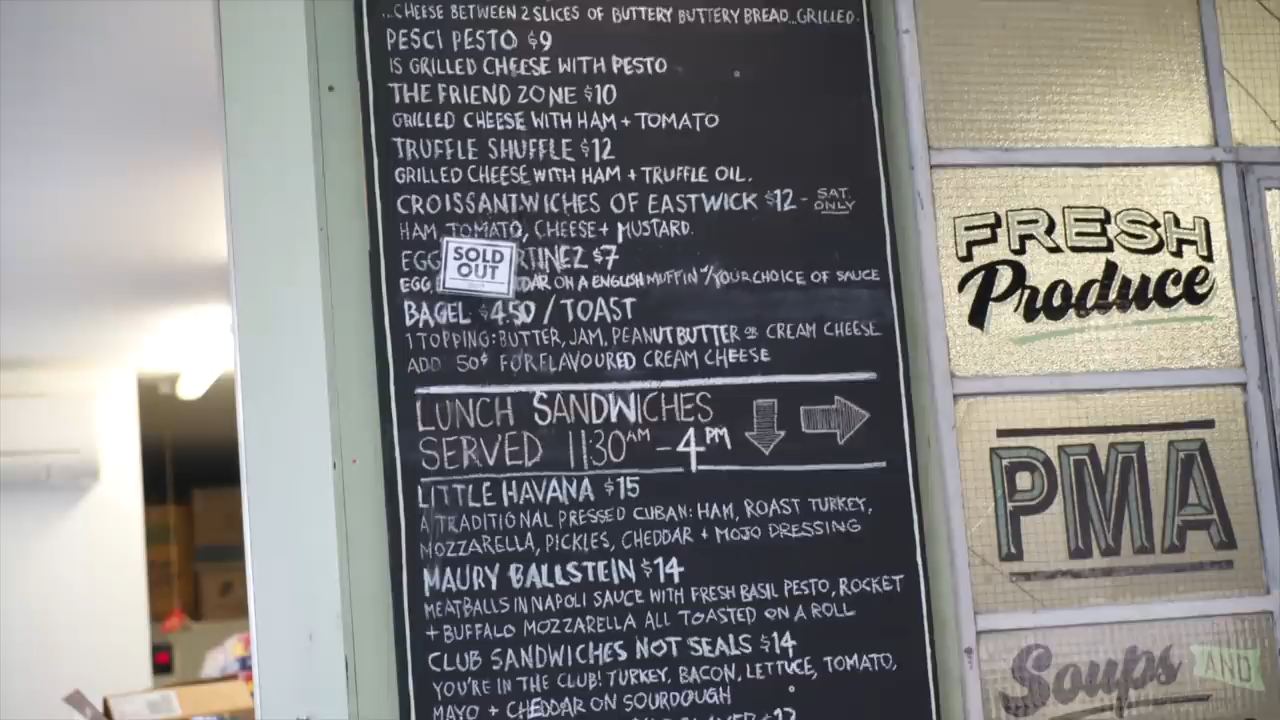 ...CHEESE BETWEEN 2 SLICES OF BUTTERY BUTTERY BREAD...GRILLED.
PESCI PESTO $9
IS GRILLED CHEESE WITH PESTO
THE FRIEND ZONE $10
GRILLED CHEESE WITH HAM + TOMATO
TRUFFLE SHUFFLE $12
GRILLED CHEESE WITH HAM + TRUFFLE OIL.
CROISSANT.WICHES OF EASTWICK $12 - SAT. ONLY
HAM, TOMATO, CHEESE + MUSTARD.
EGG RTINEZ $7
SOLD
OUT
EGG, DAR ON A ENGLISH MUFFIN W/ YOUR CHOICE OF SAUCE
BAGEL $4.50 / TOAST
1 TOPPING: BUTTER, JAM, PEANUT BUTTER OR CREAM CHEESE
ADD 50¢ FOR FLAVOURED CREAM CHEESE
LUNCH SANDWICHES
SERVED 11:30AM - 4PM
LITTLE HAVANA $15
A TRADITIONAL PRESSED CUBAN: HAM, ROAST TURKEY,
MOZZARELLA, PICKLES, CHEDDAR + MOJO DRESSING
MAURY BALLSTEIN $14
MEATBALLS IN NAPOLI SAUCE WITH FRESH BASIL PESTO, ROCKET
+ BUFFALO MOZZARELLA ALL TOASTED ON A ROLL
CLUB SANDWICHES NOT SEALS $14
YOU'RE IN THE CLUB! TURKEY, BACON, LETTUCE, TOMATO,
MAYO + CHEDDAR ON SOURDOUGH
FRESH
Produce
PMA
Soups AND